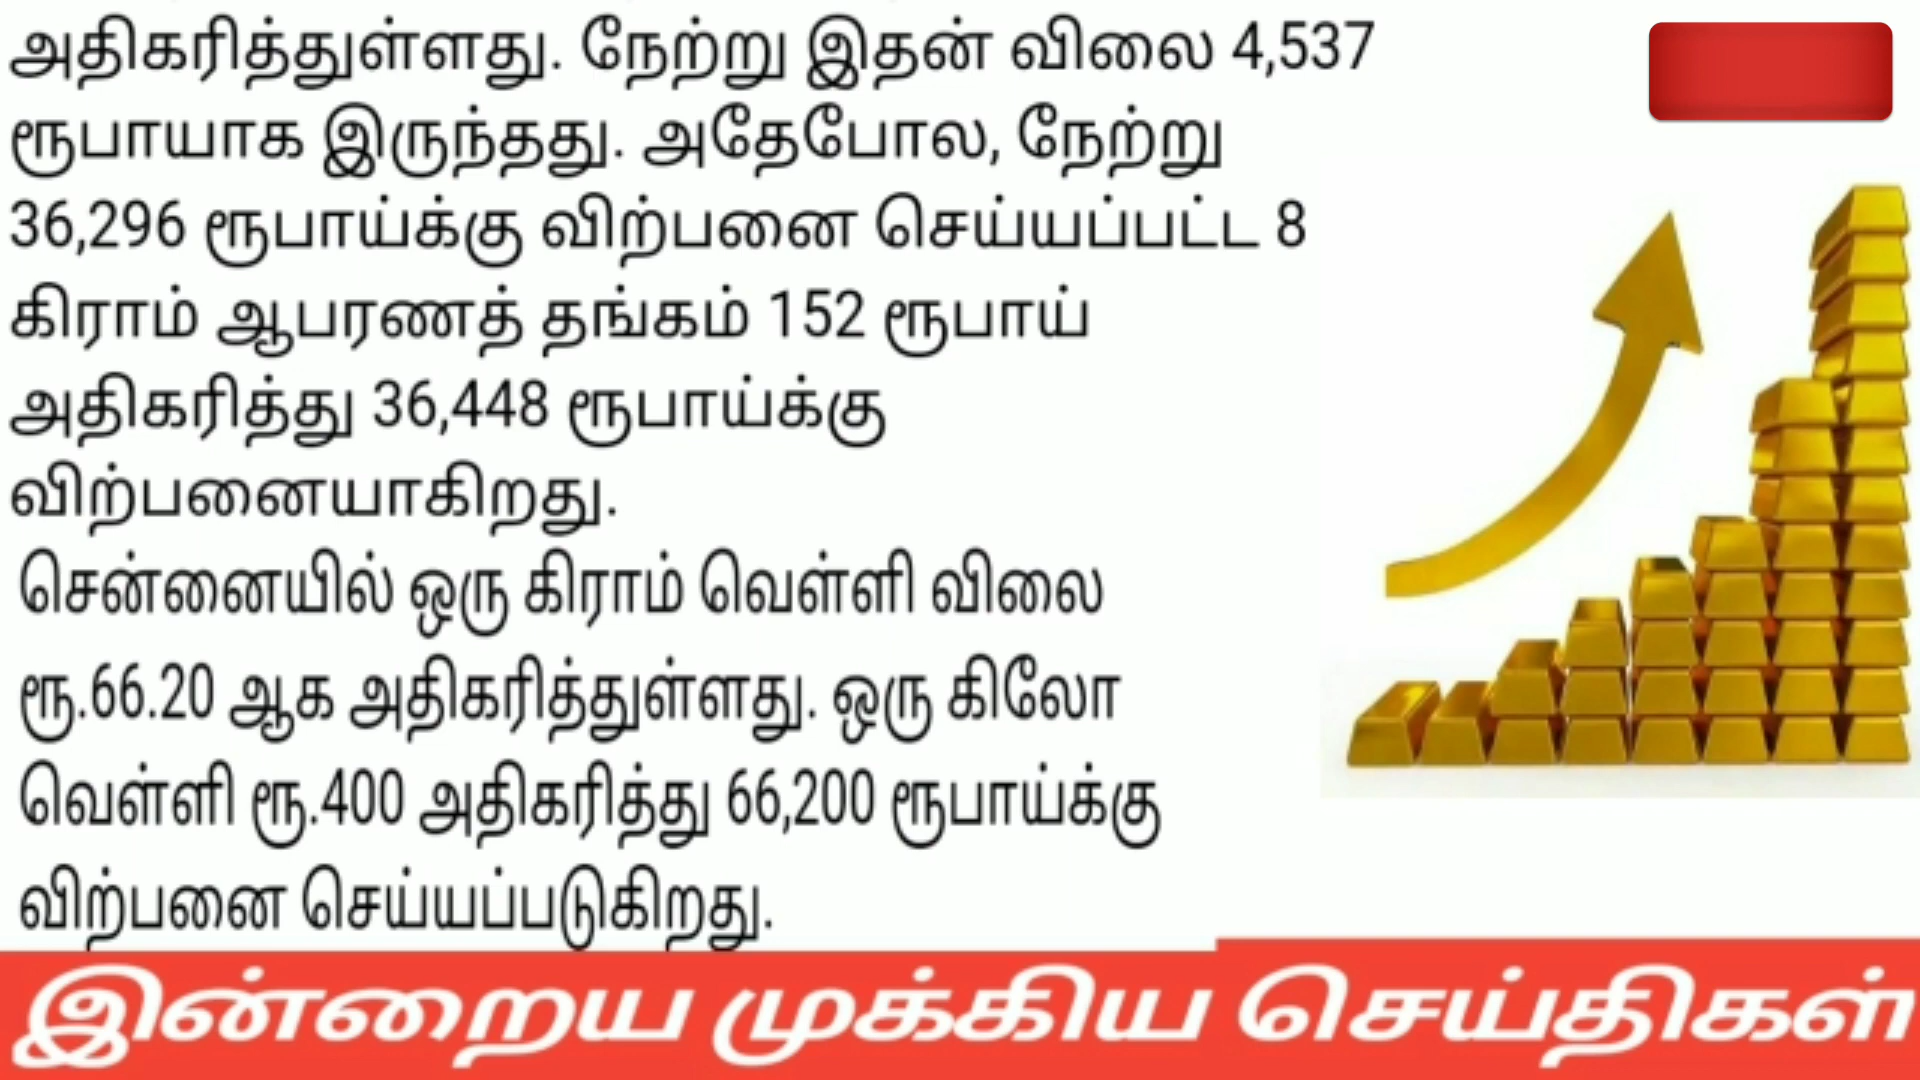 அதிகரித்துள்ளது. நேற்று இதன் விலை 4,537
ரூபாயாக இருந்தது. அதேபோல, நேற்று
36,296 ரூபாய்க்கு விற்பனை செய்யப்பட்ட 8
கிராம் ஆபரணத் தங்கம் 152 ரூபாய்
அதிகரித்து 36,448 ரூபாய்க்கு
விற்பனையாகிறது.
சென்னையில் ஒரு கிராம் வெள்ளி விலை
ரூ.66.20 ஆக அதிகரித்துள்ளது. ஒரு கிலோ
வெள்ளி ரூ.400 அதிகரித்து 66,200 ரூபாய்க்கு
விற்பனை செய்யப்படுகிறது.
இன்றைய முக்கிய செய்திகள்